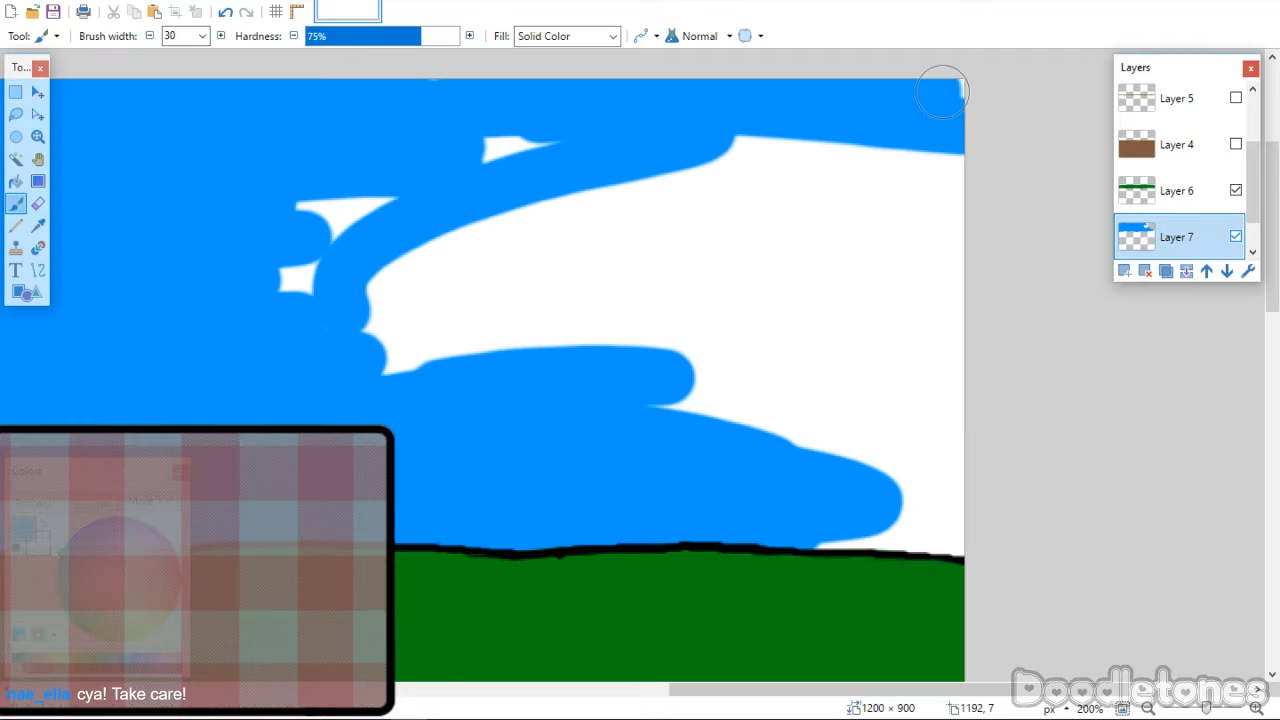 Tool:
Brush width:
30
Hardness:
75%
Fill:
Solid Color
Normal
To...
Layers
Layer 5
Layer 4
Layer 6
Layer 7
nae_ella cya! Take care!
1200 × 900
1192, 7
px
200%
Doodletones